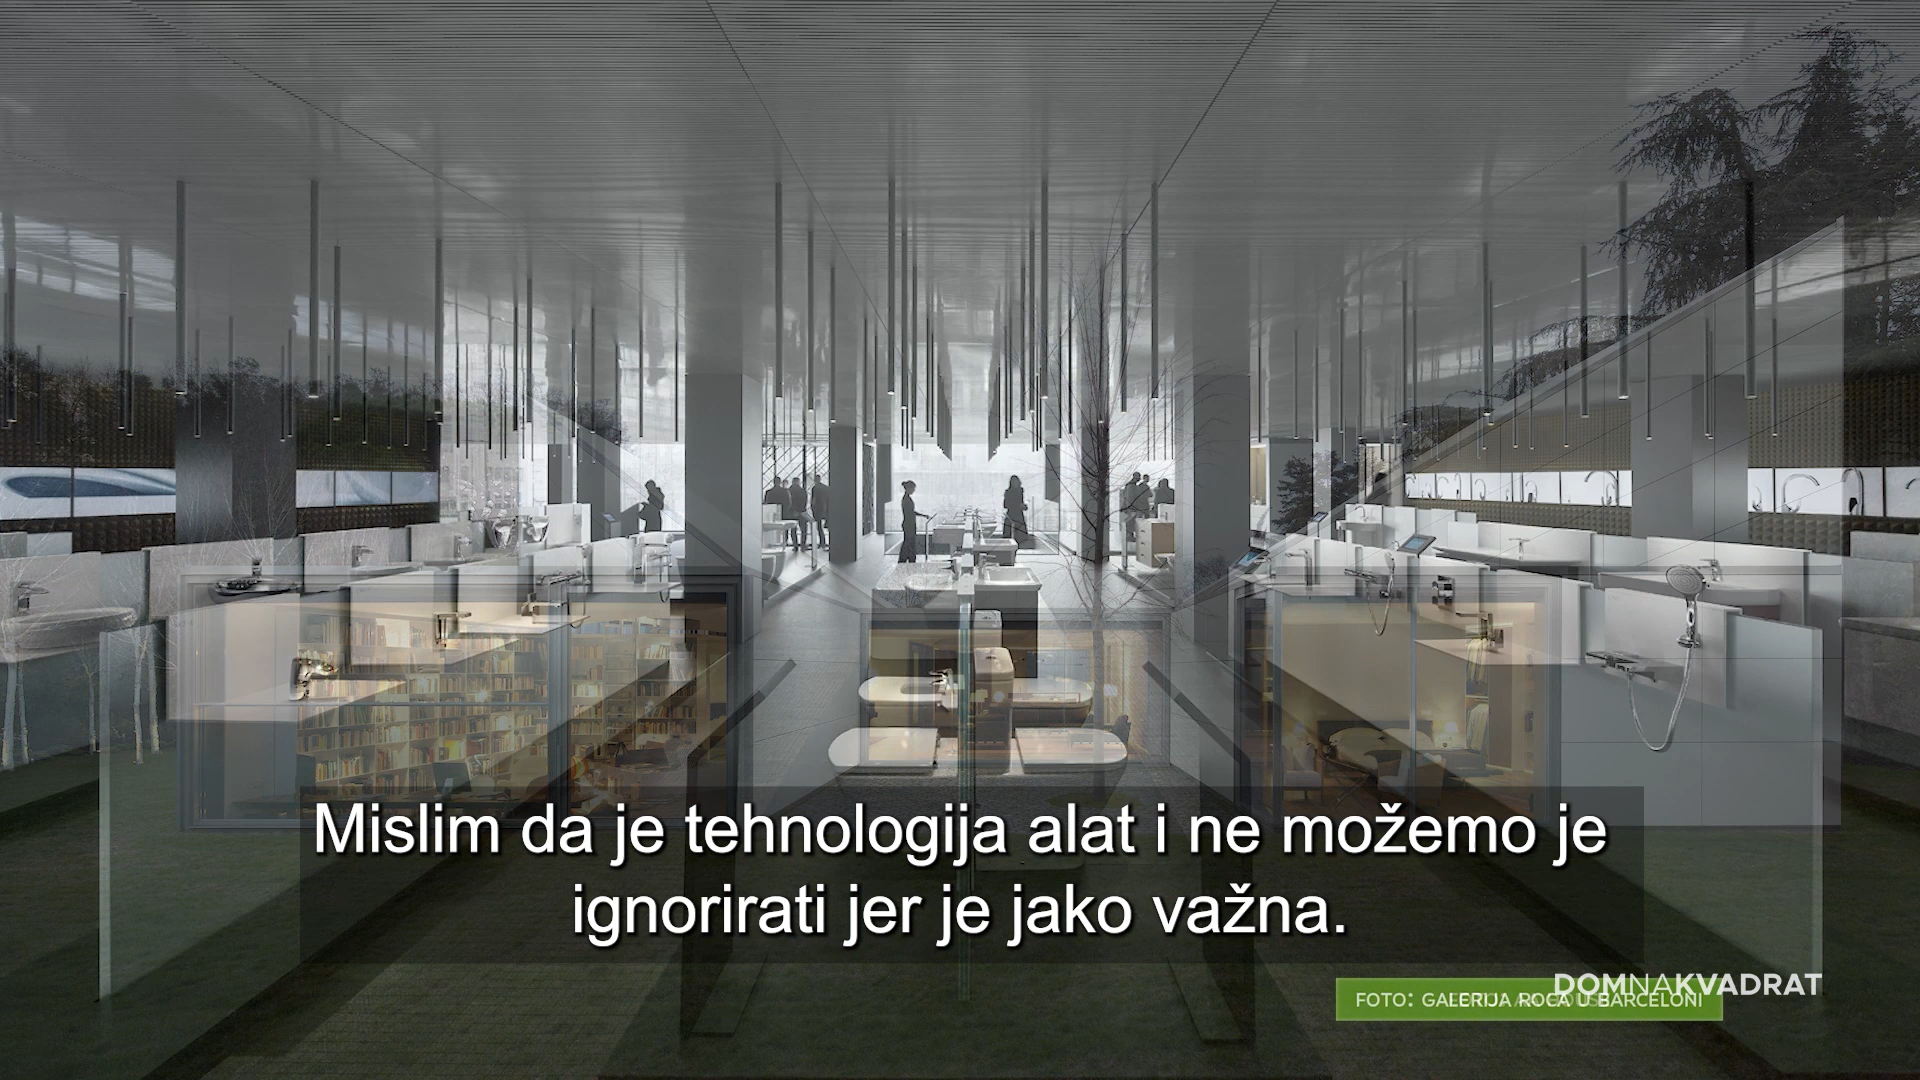 Mislim da je tehnologija alat i ne možemo je
ignorirati jer je jako važna.
DOMNAKVADRAT
FOTO: GALERIJA ROCA U BARCELONI